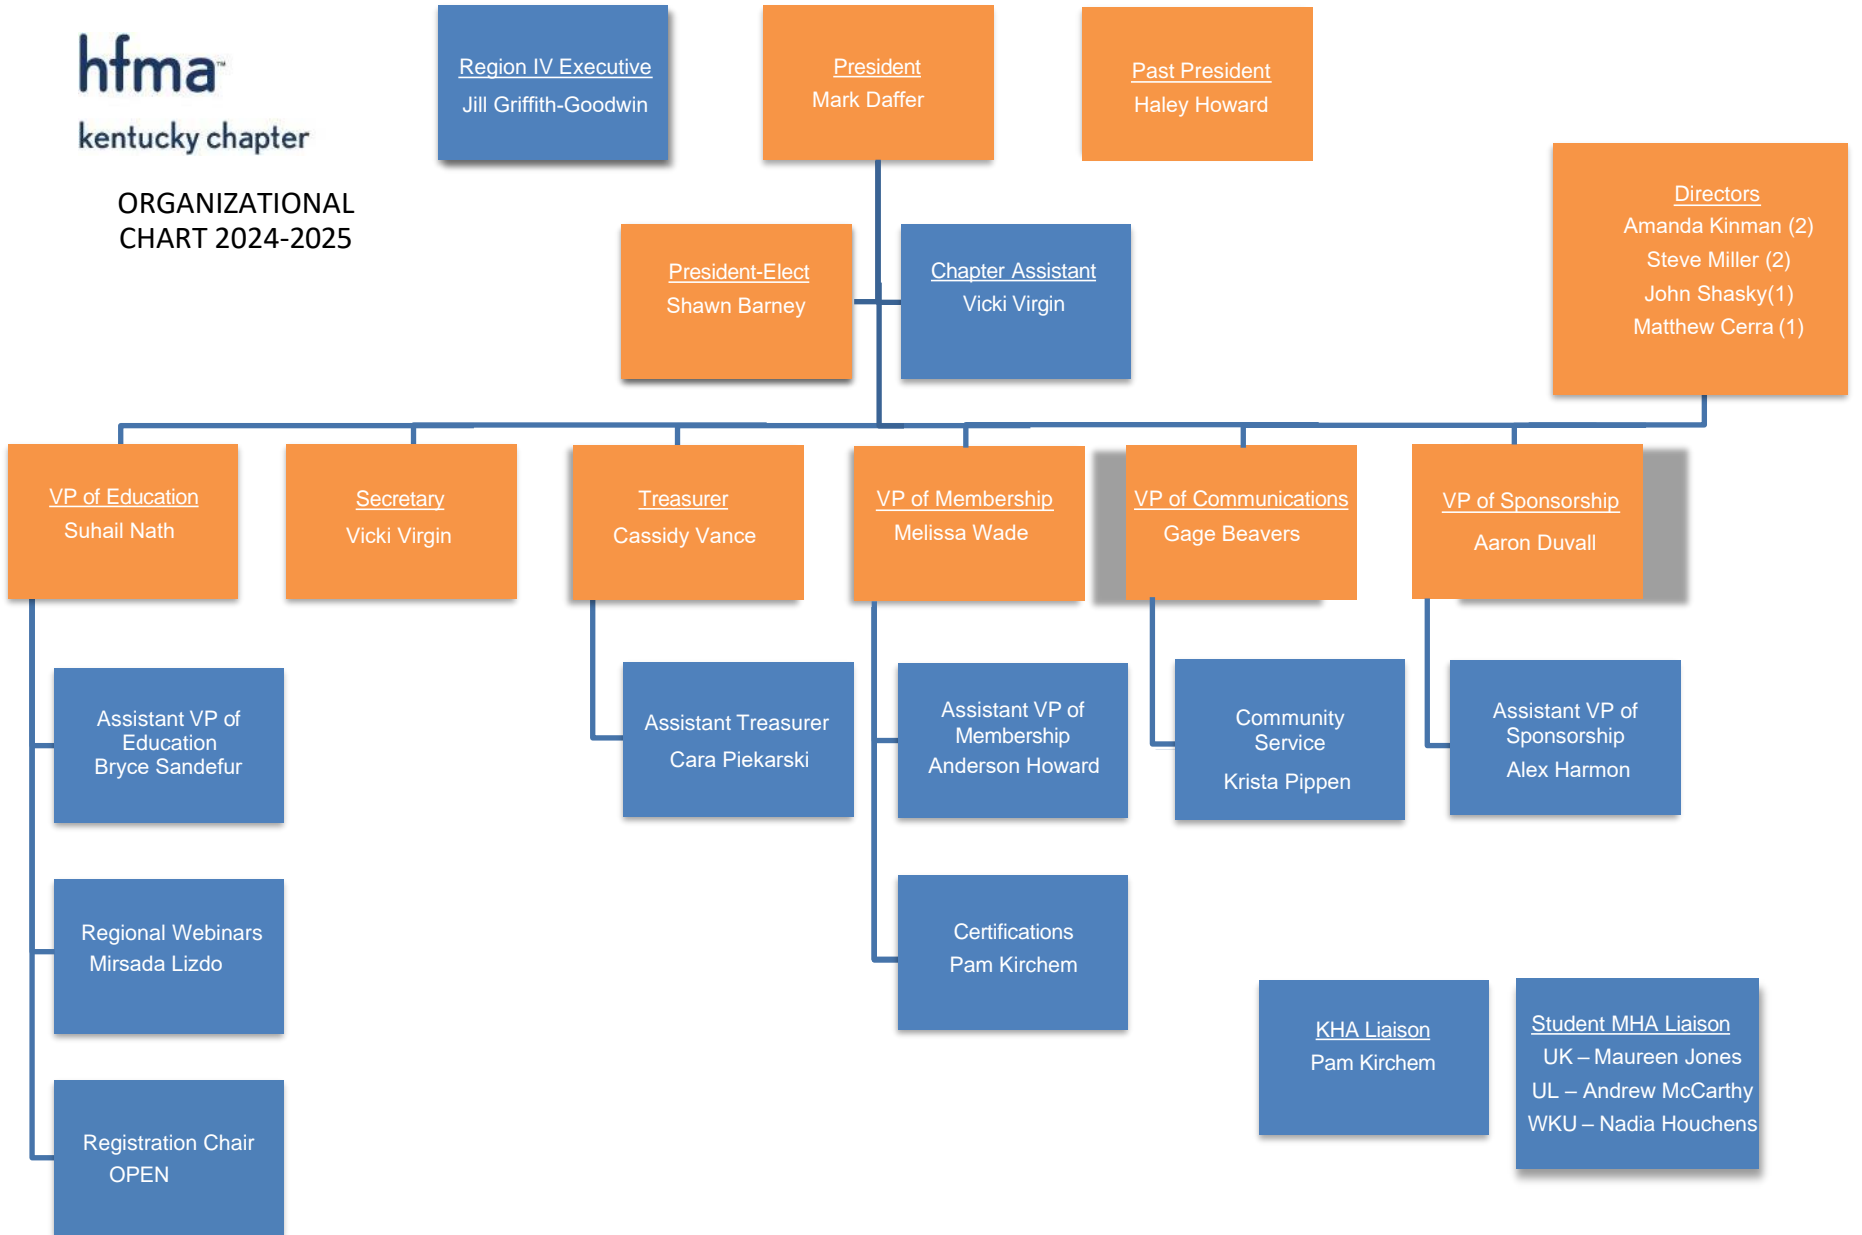 hfma™
kentucky chapter
ORGANIZATIONAL
CHART 2024-2025
Region IV Executive
Jill Griffith-Goodwin
President
Mark Daffer
Past President
Haley Howard
Directors
Amanda Kinman (2)
Steve Miller (2)
John Shasky(1)
Matthew Cerra (1)
President-Elect
Shawn Barney
Chapter Assistant
Vicki Virgin
VP of Education
Suhail Nath
Secretary
Vicki Virgin
Treasurer
Cassidy Vance
VP of Membership
Melissa Wade
VP of Communications
Gage Beavers
VP of Sponsorship
Aaron Duvall
Assistant VP of
Education
Bryce Sandefur
Assistant Treasurer
Cara Piekarski
Assistant VP of
Membership
Anderson Howard
Community
Service
Krista Pippen
Assistant VP of
Sponsorship
Alex Harmon
Regional Webinars
Mirsada Lizdo
Certifications
Pam Kirchem
Registration Chair
OPEN
KHA Liaison
Pam Kirchem
Student MHA Liaison
UK – Maureen Jones
UL – Andrew McCarthy
WKU – Nadia Houchens